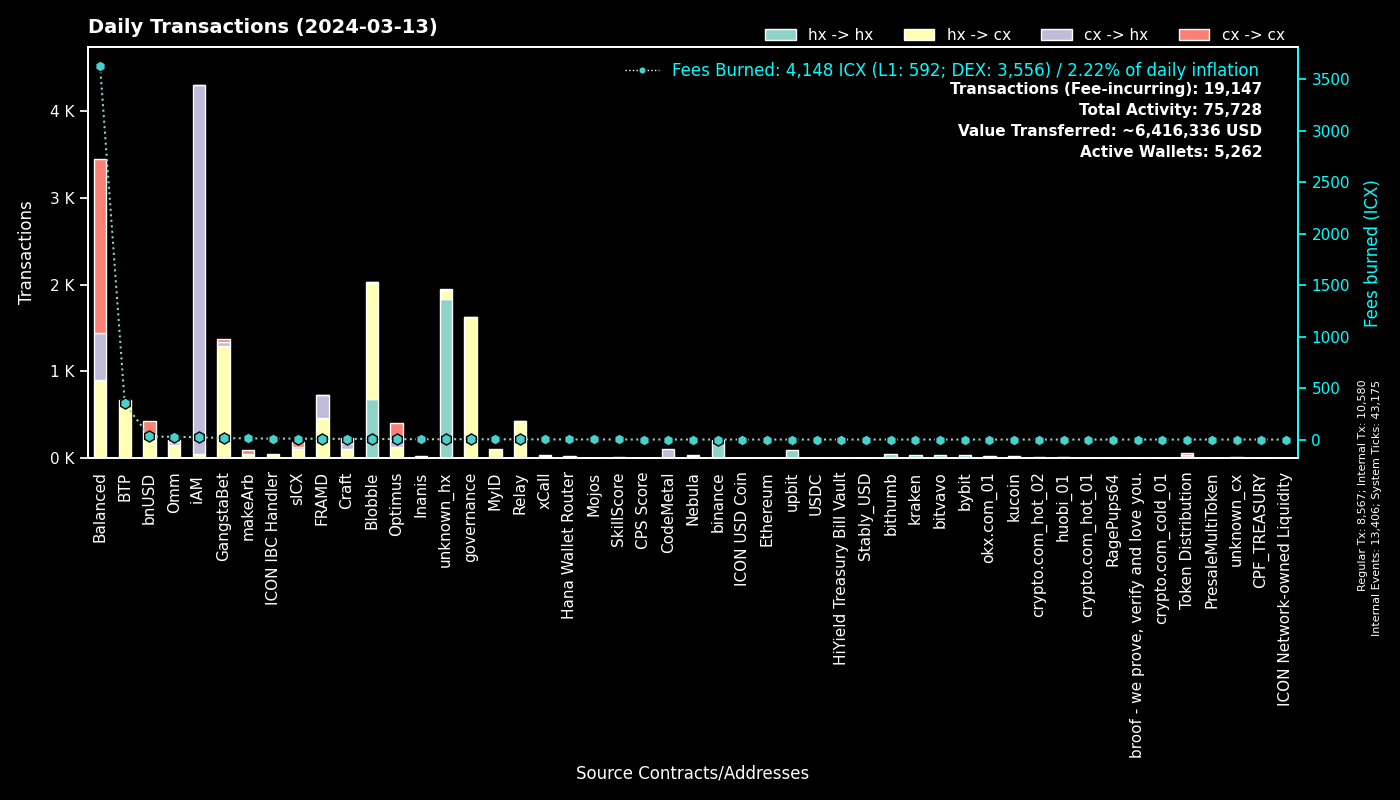 Daily Transactions (2024-03-13)
hx -> hx
hx -> cx
cx -> hx
cx -> cx
Fees Burned: 4,148 ICX (L1: 592; DEX: 3,556) / 2.22% of daily inflation
Transactions (Fee-incurring): 19,147
Total Activity: 75,728
Value Transferred: ~6,416,336 USD
Active Wallets: 5,262
Transactions
4 K
3 K
2 K
1 K
0 K
3500
3000
2500
2000
1500
1000
500
0
Fees burned (ICX)
Regular Tx: 8,567; Internal Tx: 10,580
Internal Events: 13,406; System Ticks: 43,175
Balanced
BTP
bnUSD
Omm
iAM
GangstaBet
makeArb
ICON IBC Handler
sICX
FRAMD
Craft
Blobble
Optimus
Inanis
unknown_hx
governance
MyID
Relay
xCall
Hana Wallet Router
Mojos
SkillScore
CPS Score
CodeMetal
Nebula
binance
ICON USD Coin
Ethereum
upbit
USDC
HiYield Treasury Bill Vault
Stably_USD
bithumb
kraken
bitvavo
bybit
okx.com_01
kucoin
crypto.com_hot_02
huobi_01
crypto.com_hot_01
RagePups64
broof - we prove, verify and love you.
crypto.com_cold_01
Token Distribution
PresaleMultiToken
unknown_cx
CPF_TREASURY
ICON Network-owned Liquidity
Source Contracts/Addresses